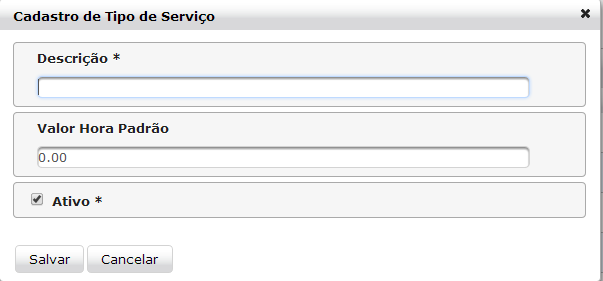 Cadastro de Tipo de Serviço
Descrição *
Valor Hora Padrão
0.00
Ativo *
Salvar Cancelar